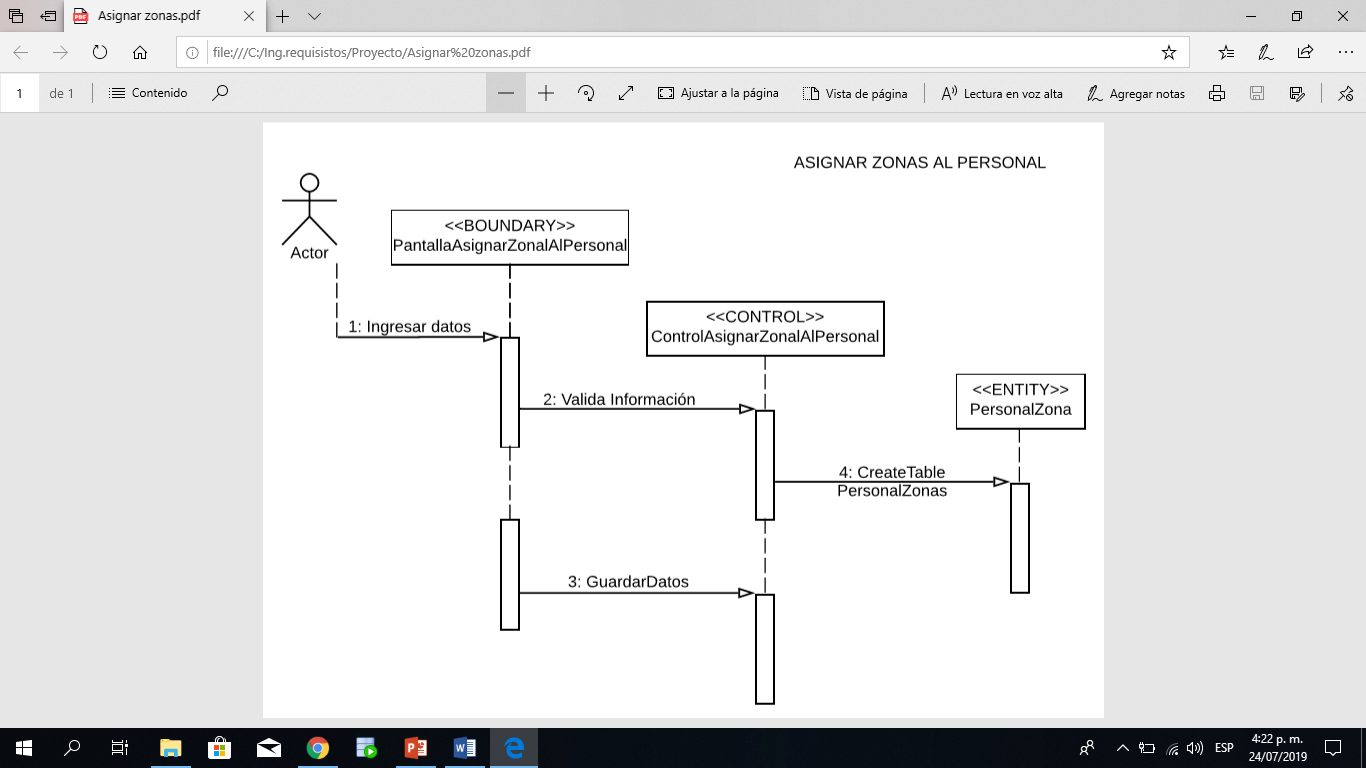 Asignar zonas.pdf
file:///C:/Ing.requisistos/Proyecto/Asignar%20zonas.pdf
1 de 1 Contenido Ajustar a la página Vista de página Lectura en voz alta Agregar notas
ASIGNAR ZONAS AL PERSONAL
Actor
<<BOUNDARY>>
PantallaAsignarZonalAlPersonal
<<CONTROL>>
ControlAsignarZonalAlPersonal
<<ENTITY>>
PersonalZona
1: Ingresar datos
2: Valida Información
4: CreateTable
PersonalZonas
3: GuardarDatos
ESP
4:22 p. m.
24/07/2019